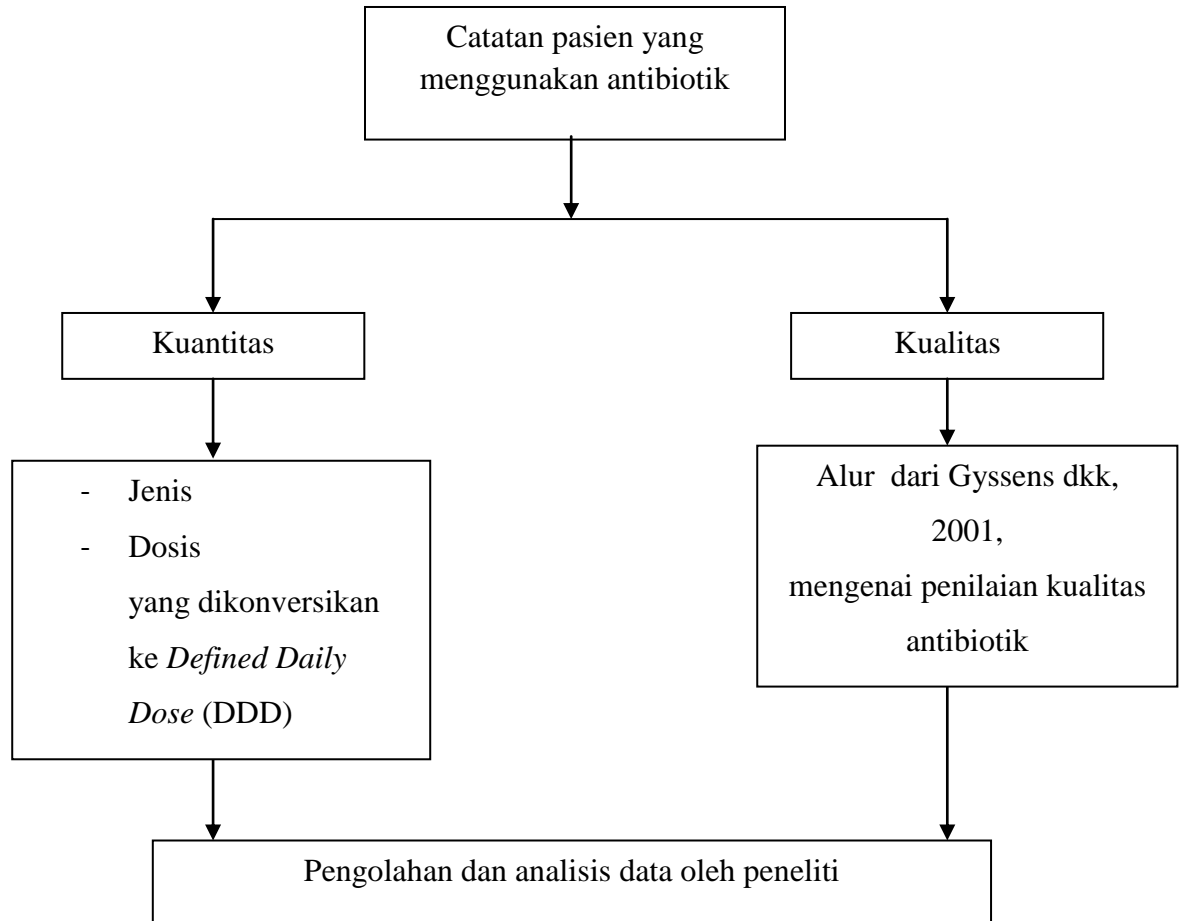 Catatan pasien yang
menggunakan antibiotik
Kuantitas
Kualitas
- Jenis
- Dosis
yang dikonversikan
ke Defined Daily
Dose (DDD)
Alur dari Gyssens dkk,
2001,
mengenai penilaian kualitas
antibiotik
Pengolahan dan analisis data oleh peneliti